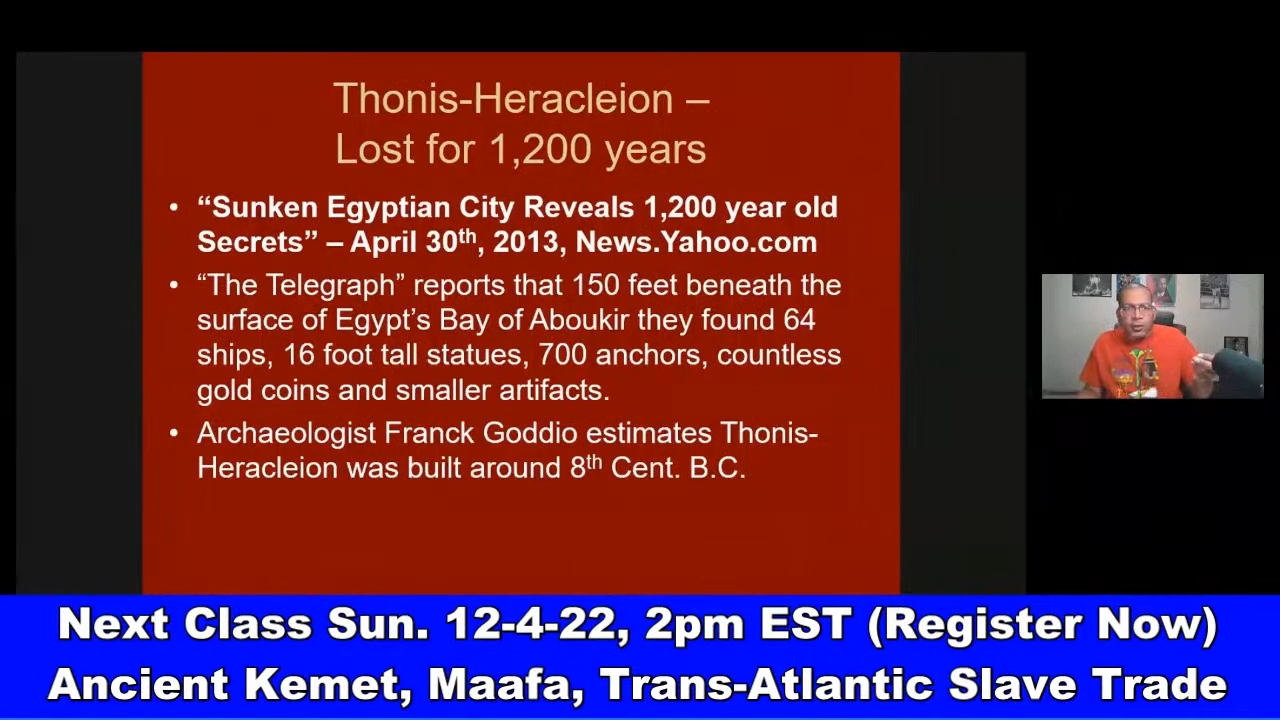 Thonis-Heracleion –
Lost for 1,200 years
• “Sunken Egyptian City Reveals 1,200 year old
Secrets” – April 30th, 2013, News.Yahoo.com
• “The Telegraph” reports that 150 feet beneath the
surface of Egypt’s Bay of Aboukir they found 64
ships, 16 foot tall statues, 700 anchors, countless
gold coins and smaller artifacts.
• Archaeologist Franck Goddio estimates Thonis-
Heracleion was built around 8th Cent. B.C.
Next Class Sun. 12-4-22, 2pm EST (Register Now)
Ancient Kemet, Maafa, Trans-Atlantic Slave Trade